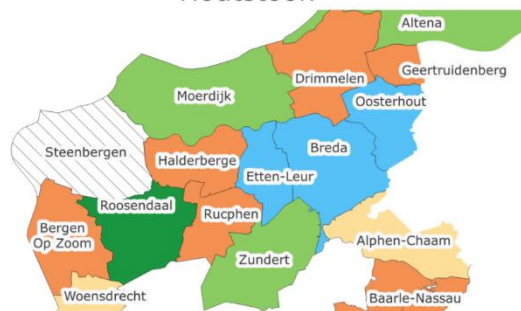 Altena
Drimmelen
Geertruidenberg
Moerdijk
Oosterhout
Steenbergen
Halderberge
Breda
Etten-Leur
Roosendaal
Rucphen
Bergen
Op Zoom
Alphen-Chaam
Zundert
Woensdrecht
Baarle-Nassau